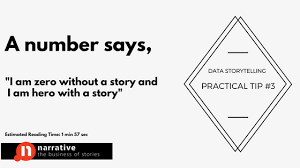 A number says,
"I am zero without a story and
I am hero with a story"
Estimated Reading Time: 1 min 57 sec
n
narrative
the business of stories
DATA STORYTELLING
PRACTICAL TIP #3